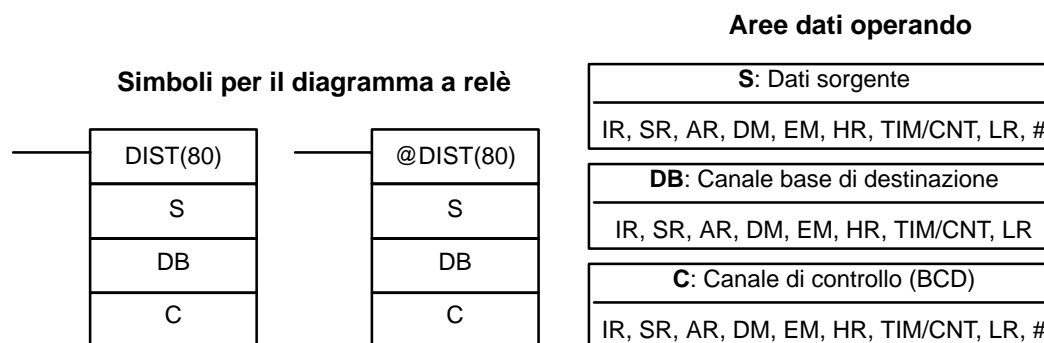 Aree dati operando
Simboli per il diagramma a relè
DIST(80)
S
DB
C
@DIST(80)
S
DB
C
S: Dati sorgente
IR, SR, AR, DM, EM, HR, TIM/CNT, LR, #
DB: Canale base di destinazione
IR, SR, AR, DM, EM, HR, TIM/CNT, LR
C: Canale di controllo (BCD)
IR, SR, AR, DM, EM, HR, TIM/CNT, LR, #